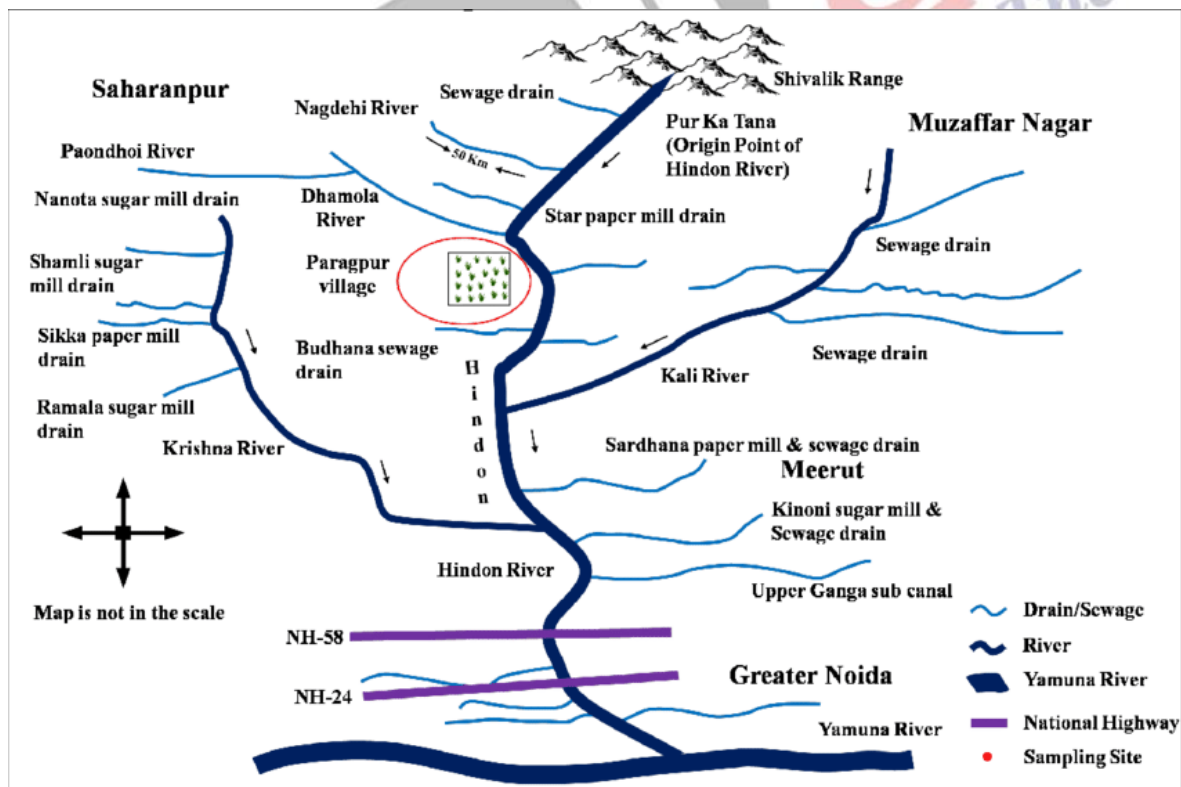 Saharanpur
Sewage drain
Shivalik Range
Nagdehi River
Pur Ka Tana
(Origin Point of
Hindon River)
Muzaffar Nagar
Paondhoi River
50 Km
Nanota sugar mill drain
Dhamola
River
Star paper mill drain
Sewage drain
Shamli sugar
mill drain
Paragpur
village
Sikka paper mill
drain
Budhana sewage
drain
Sewage drain
Kali River
Hindon
Ramala sugar mill
drain
Krishna River
Sardhana paper mill & sewage drain
Meerut
Kinoni sugar mill &
Sewage drain
Hindon River
Upper Ganga sub canal
Map is not in the scale
NH-58
NH-24
Greater Noida
Yamuna River
Drain/Sewage
River
Yamuna River
National Highway
Sampling Site